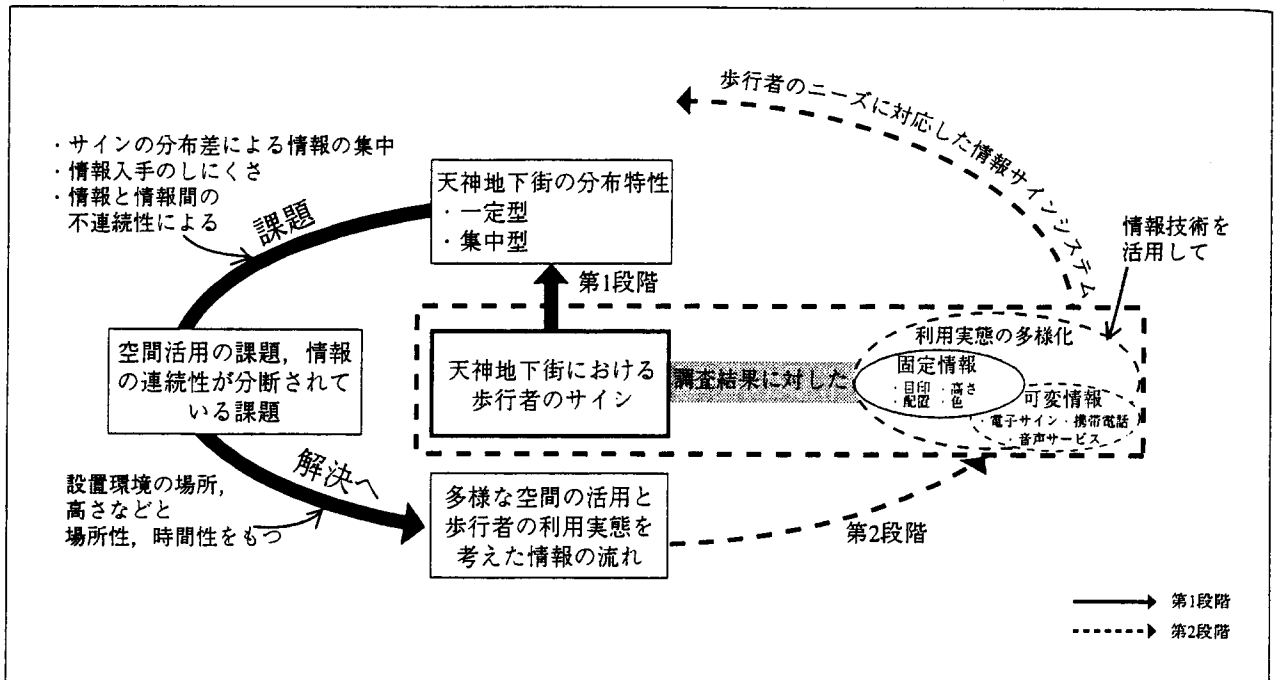 歩行者のニーズに対応した情報サインシステム
・サインの分布差による情報の集中
・情報入手のしにくさ
・情報と情報間の
不連続性による
課題
天神地下街の分布特性
・一定型
・集中型
情報技術を
活用して
第1段階
空間活用の課題，情報
の連続性が分断されて
いる課題
天神地下街における
歩行者のサイン
調査結果に対した
利用実態の多様化
固定情報
・目印・高さ
・配置・色
可変情報
・電子サイン・携帯電話
・音声サービス
解決へ
設置環境の場所，
高さなどと
場所性，時間性をもつ
多様な空間の活用と
歩行者の利用実態を
考えた情報の流れ
第2段階
第1段階
第2段階